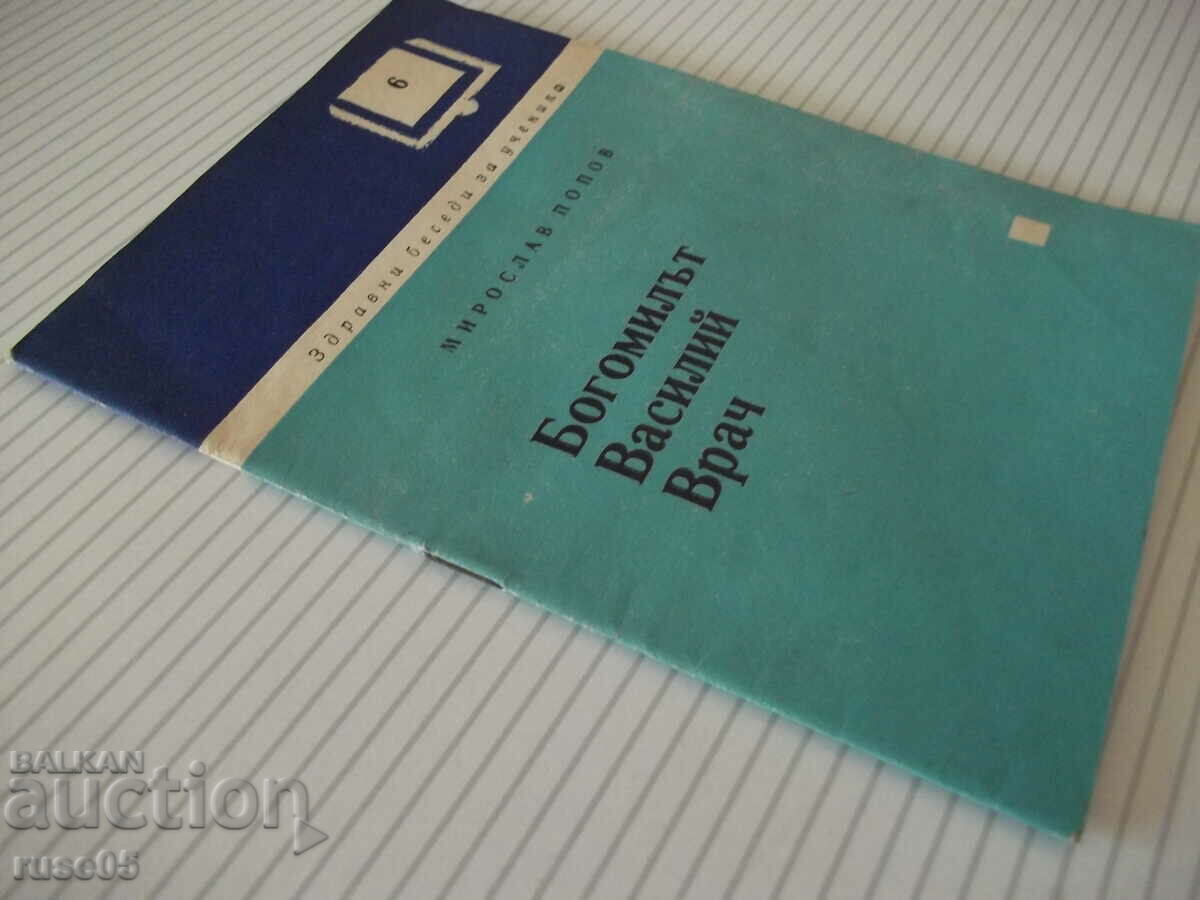 6
Здравни беседи за ученика
МИРОСЛАВ ПОПОВ
Богомилът
Василий
Врач
BALKAN
auction
ruse05